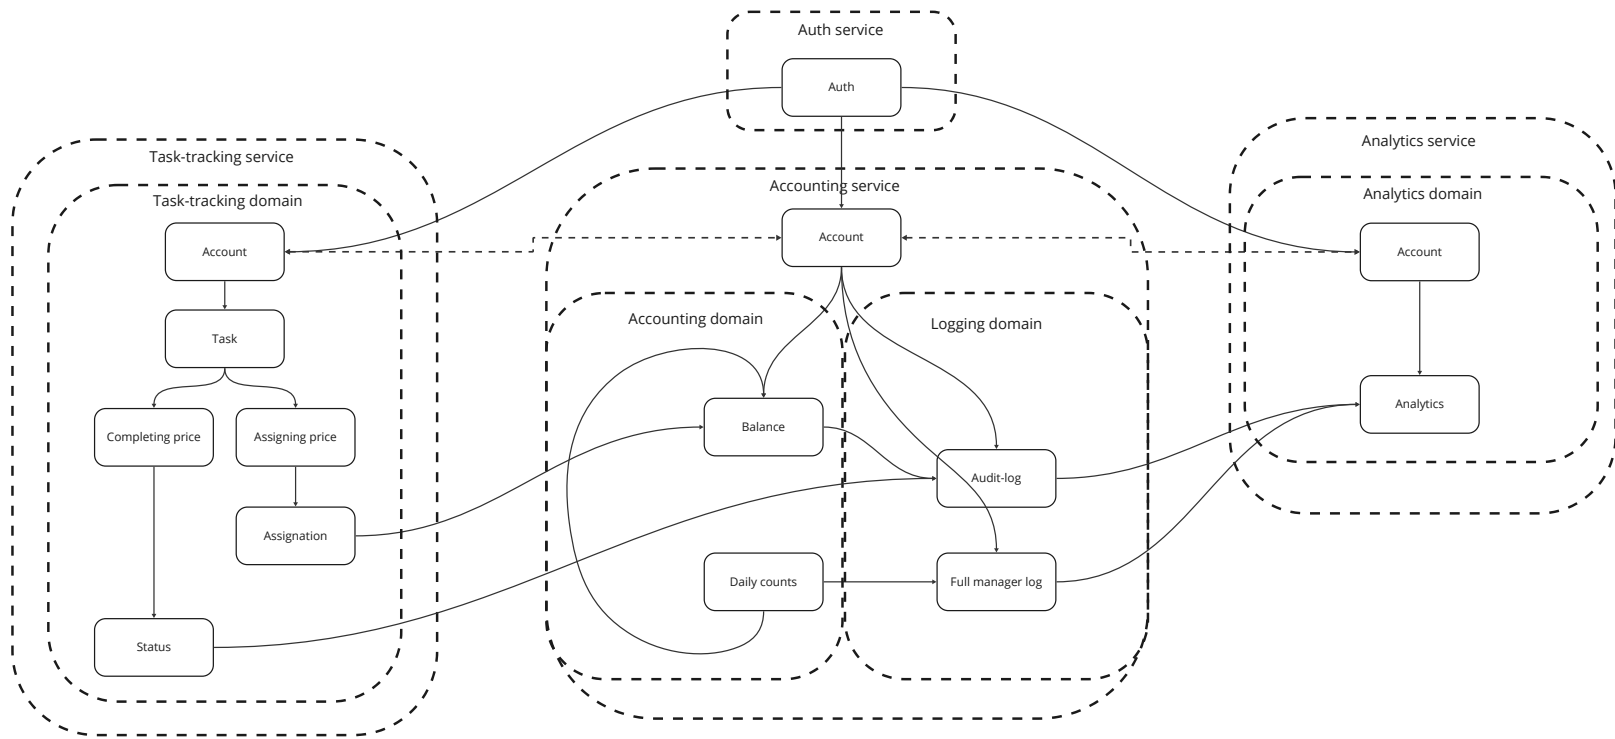 Auth service
Auth
Task-tracking service
Task-tracking domain
Account
Task
Completing price
Assigning price
Assignation
Status
Accounting service
Account
Accounting domain
Balance
Daily counts
Logging domain
Audit-log
Full manager log
Analytics service
Analytics domain
Account
Analytics